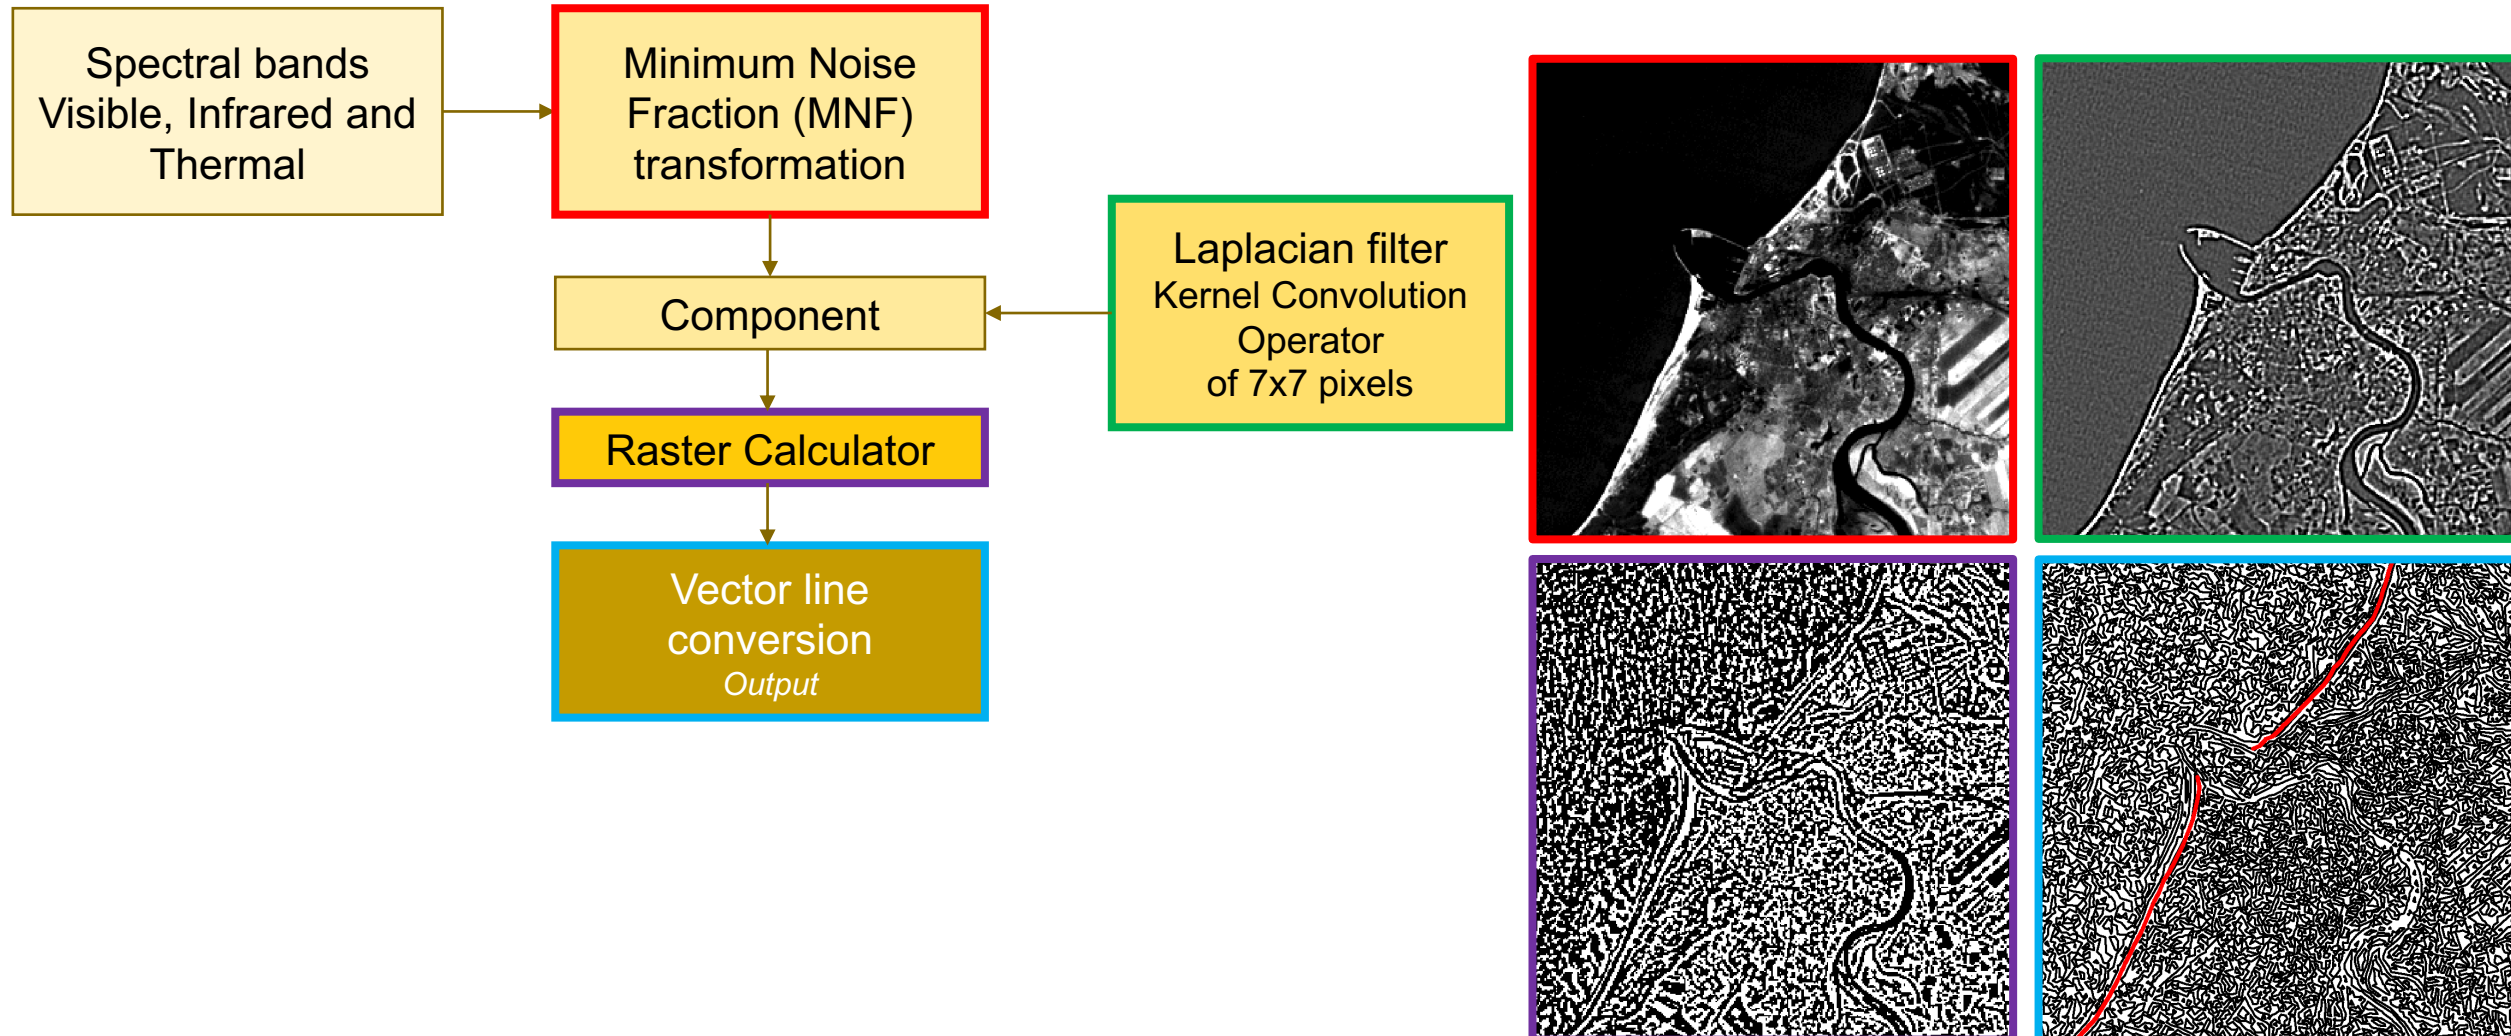 Spectral bands
Visible, Infrared and
Thermal
Minimum Noise
Fraction (MNF)
transformation
Component
Laplacian filter
Kernel Convolution
Operator
of 7x7 pixels
Raster Calculator
Vector line
conversion
Output